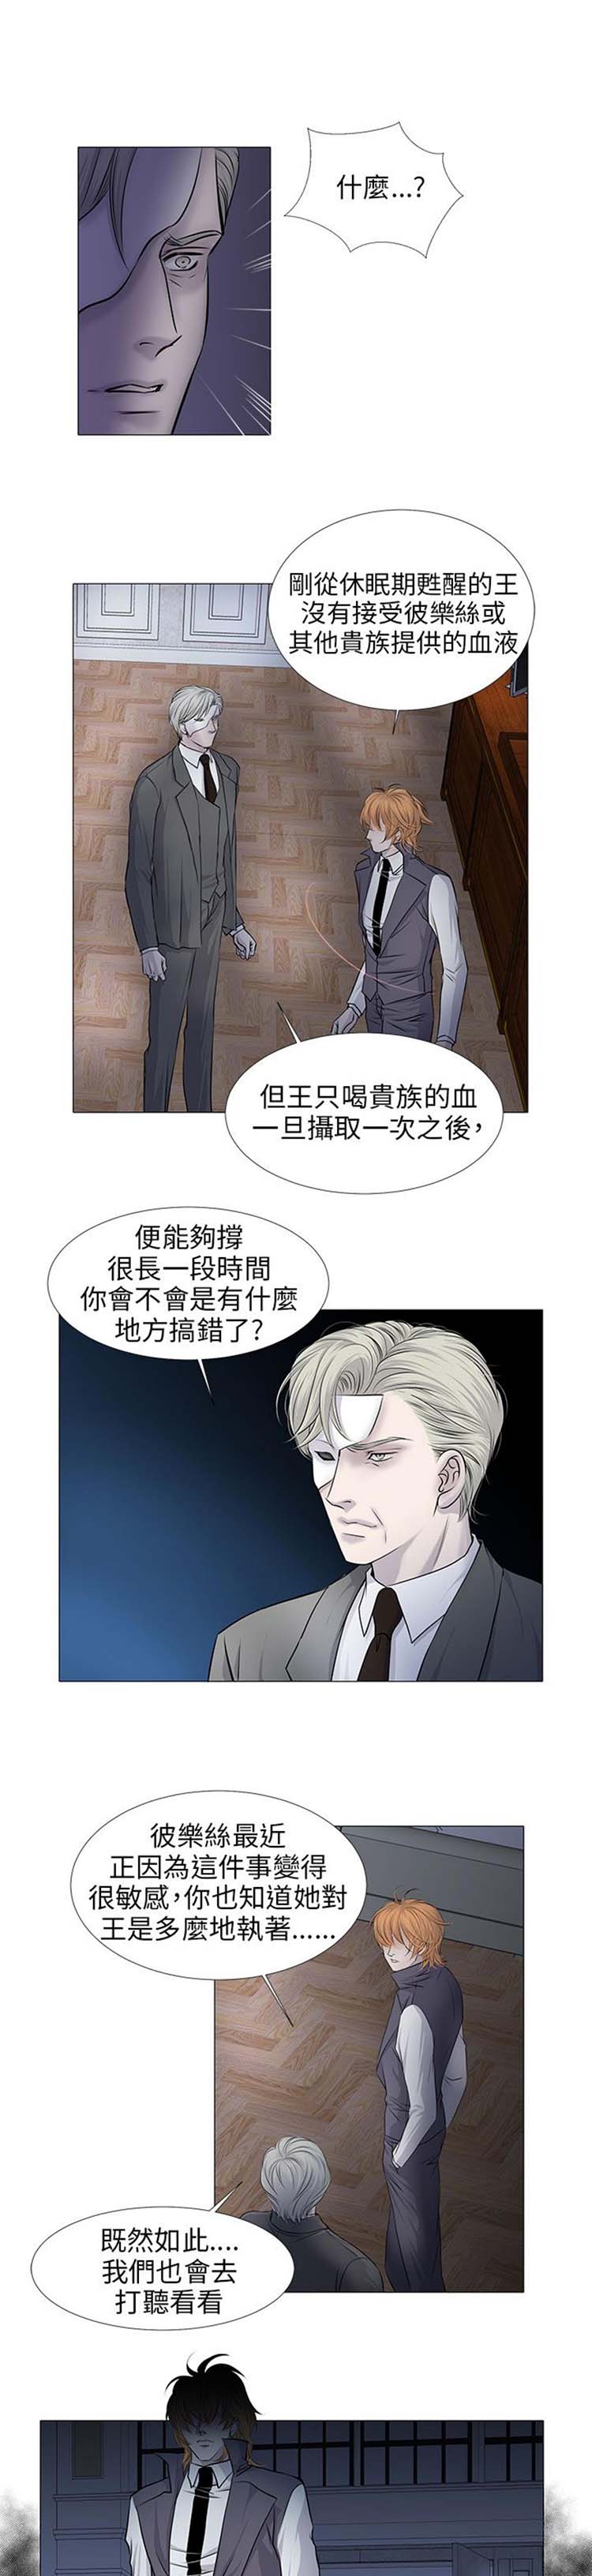 什麼...?
剛從休眠期甦醒的王
沒有接受彼樂絲或
其他貴族提供的血液
但王只喝貴族的血
一旦攝取一次之後，
便能夠撐
很長一段時間
你會不會是有什麼
地方搞錯了?
彼樂絲最近
正因為這件事變得
很敏感，你也知道她對
王是多麼地執著......
既然如此....
我們也會去
打聽看看